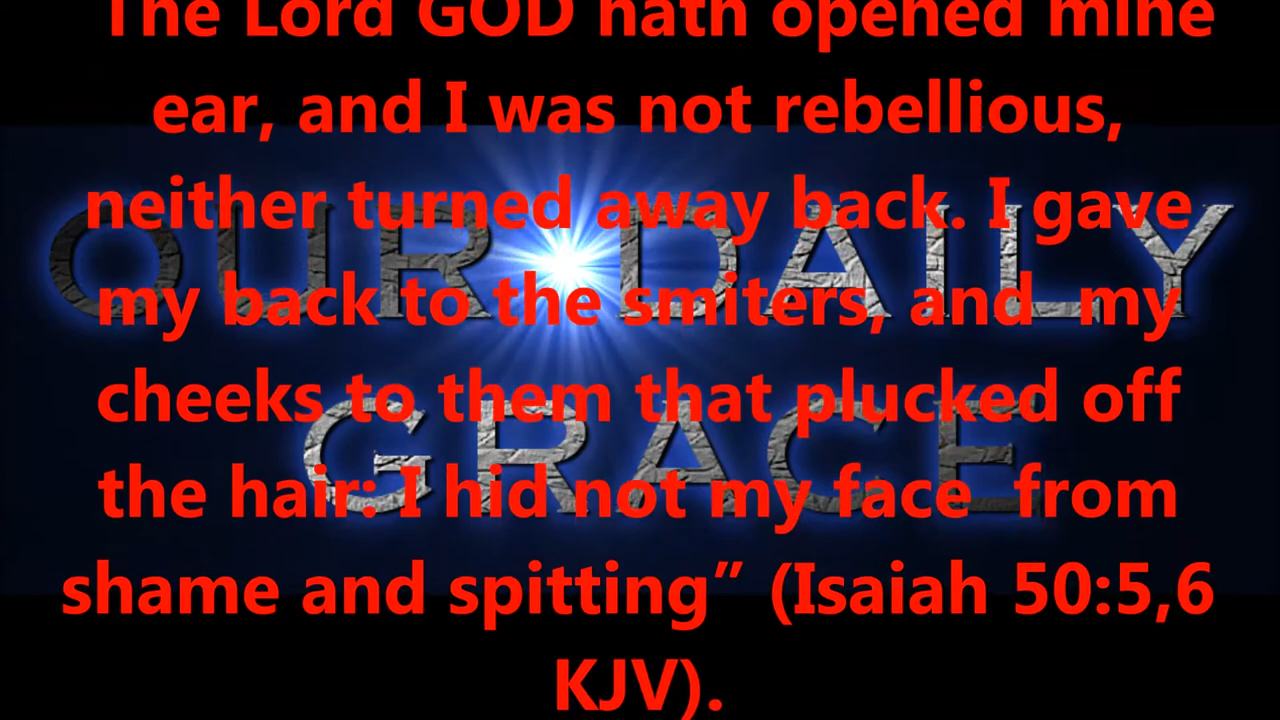 The Lord GOD hath opened mine
ear, and I was not rebellious,
neither turned away back. I gave
my back to the smiters, and my
cheeks to them that plucked off
the hair: I hid not my face from
shame and spitting” (Isaiah 50:5,6
KJV).
OUR DAILY
GRACE